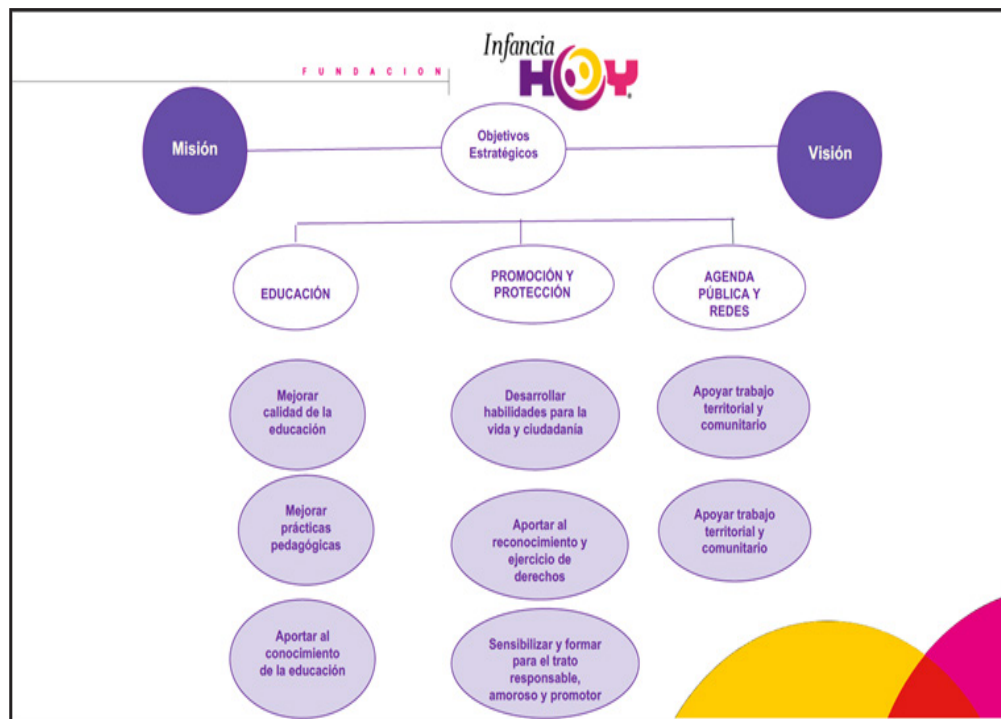 Infancia
FUNDACION
HOY
Misión
Objetivos
Estratégicos
Visión
EDUCACIÓN
PROMOCIÓN Y
PROTECCIÓN
AGENDA
PÚBLICA Y
REDES
Mejorar
calidad de la
educación
Desarrollar
habilidades para la
vida y ciudadanía
Apoyar trabajo
territorial y
comunitario
Mejorar
prácticas
pedagógicas
Aportar al
reconocimiento y
ejercicio de
derechos
Apoyar trabajo
territorial y
comunitario
Aportar al
conocimiento
de la educación
Sensibilizar y formar
para el trato
responsable,
amoroso y promotor